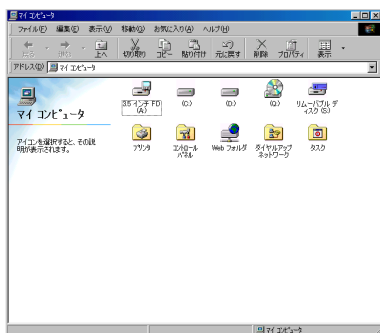 マイ コンピュータ
ファイル(F) 編集(E) 表示(V) 移動(G) お気に入り(A) ヘルプ(H)
戻る 進む 上へ 切り取り コピー 貼り付け 元に戻す 削除 プロパティ 表示
アドレス(D) マイ コンピュータ
マイ コンピュータ
アイコンを選択すると、その説
明が表示されます。
3.5 インチ FD
(A:)
(C:)
(D:)
(Q:)
リムーバブル デ
ィスク (S:)
プリンタ
コントロール
パネル
Web フォルダ
ダイヤルアップ
ネットワーク
タスク
マイ コンピュータ